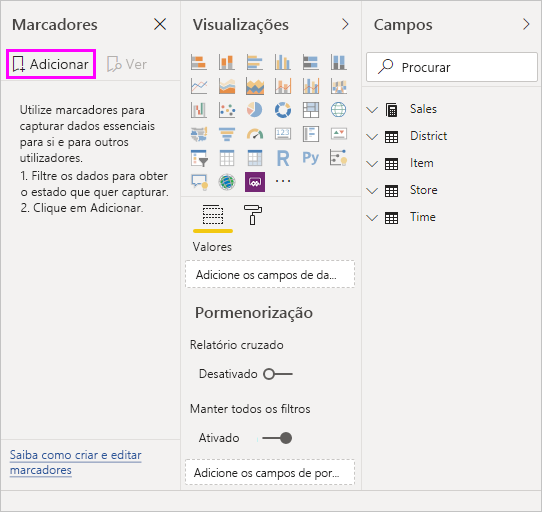 Marcadores
Adicionar
Ver
Utilize marcadores para
capturar dados essenciais
para si e para outros
utilizadores.
1. Filtre os dados para obter
o estado que quer capturar.
2. Clique em Adicionar.
Saiba como criar e editar
marcadores
Visualizações
123
R
Py
Valores
Adicione os campos de da...
Pormenorização
Relatório cruzado
Desativado
Manter todos os filtros
Ativado
Adicione os campos de por...
Campos
Procurar
Sales
District
Item
Store
Time